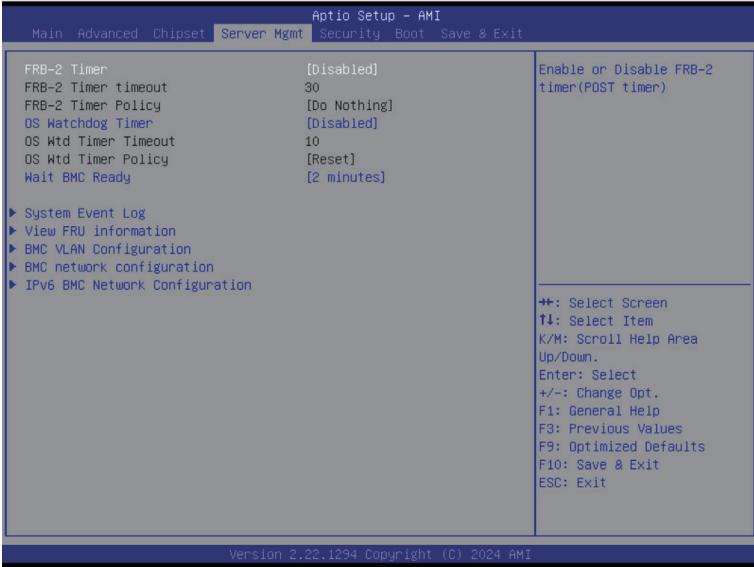 Aptio Setup - AMI
Main Advanced Chipset Server Mgmt Security Boot Save & Exit
FRB-2 Timer [Disabled]
FRB-2 Timer timeout 30
FRB-2 Timer Policy [Do Nothing]
OS Watchdog Timer [Disabled]
OS Wtd Timer Timeout 10
OS Wtd Timer Policy [Reset]
Wait BMC Ready [2 minutes]
System Event Log
View FRU information
BMC VLAN Configuration
BMC network configuration
IPv6 BMC Network Configuration
Enable or Disable FRB-2
timer(POST timer)
→←: Select Screen
↑↓: Select Item
K/M: Scroll Help Area
Up/Down.
Enter: Select
+/-: Change Opt.
F1: General Help
F3: Previous Values
F9: Optimized Defaults
F10: Save & Exit
ESC: Exit
Version 2.22.1294 Copyright (C) 2024 AMI